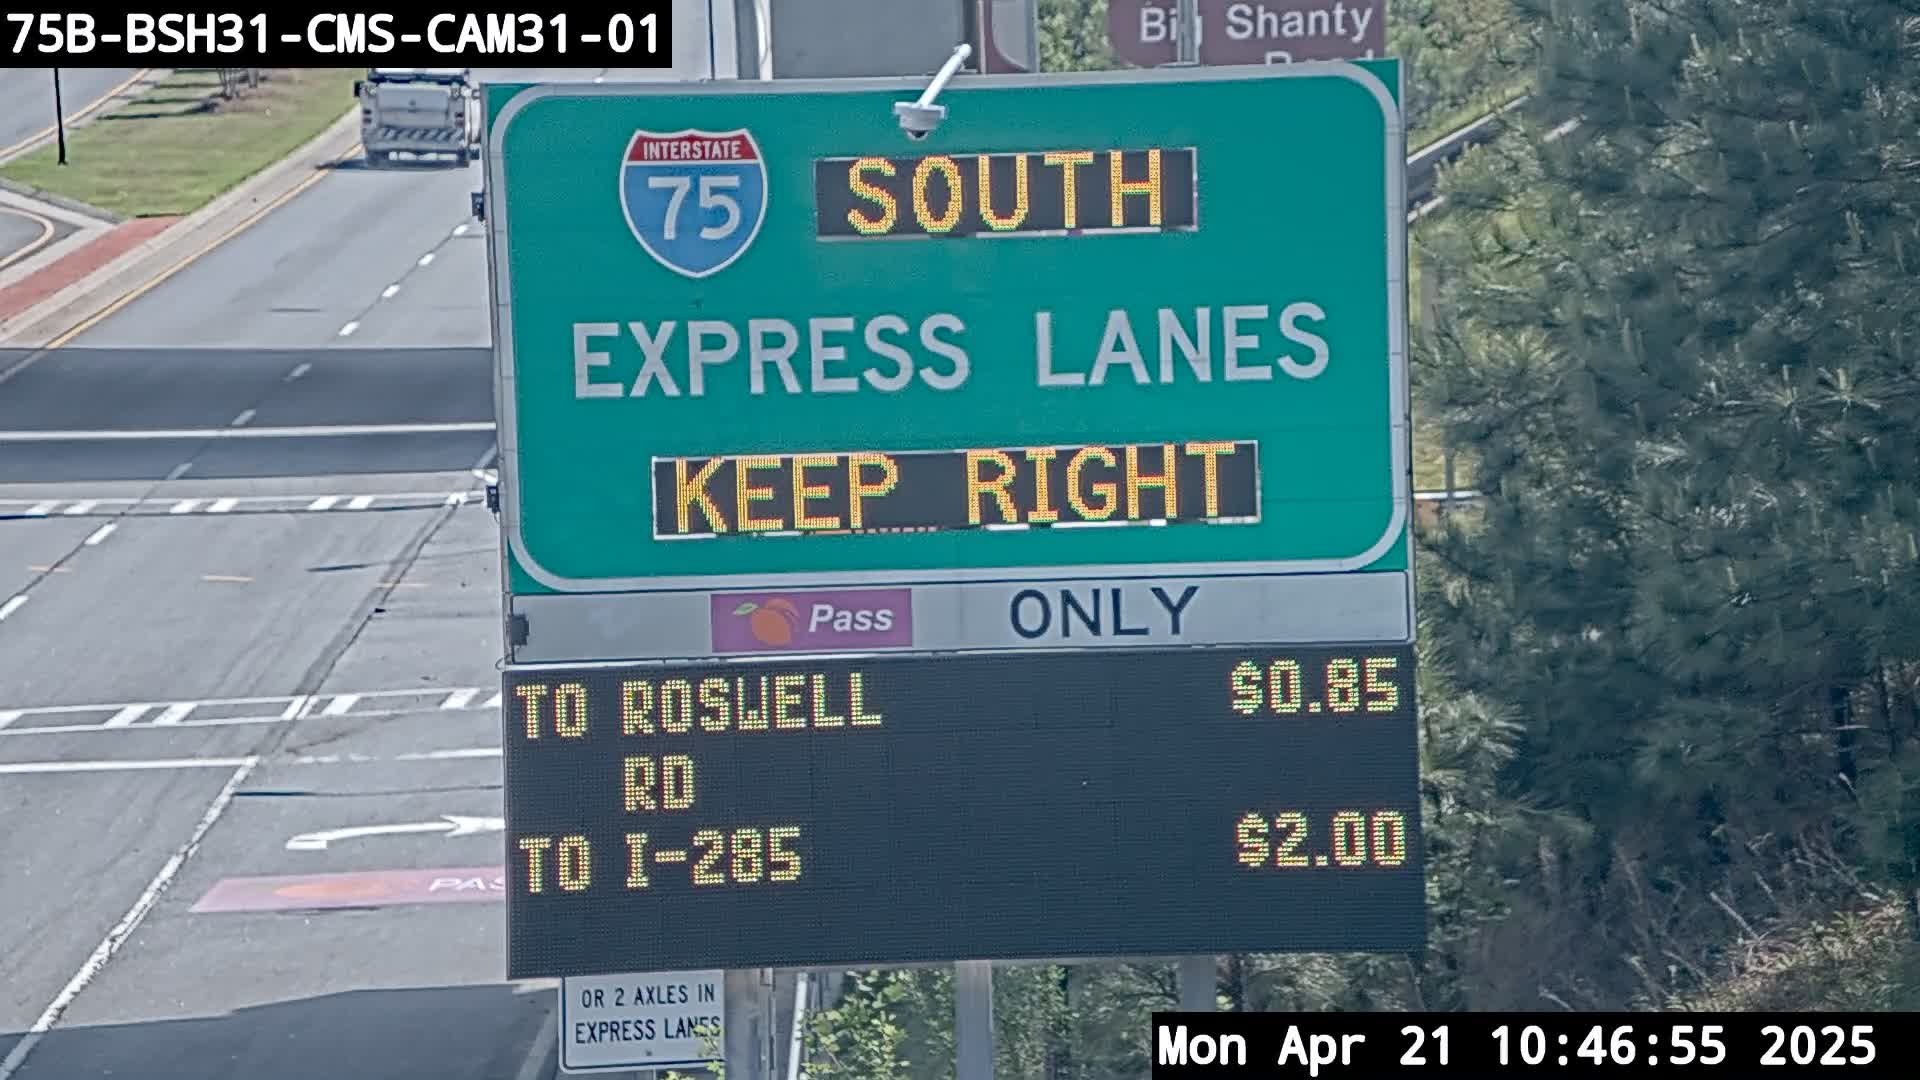 75B-BSH31-CMS-CAM31-01
Big Shanty
Road
INTERSTATE
75
SOUTH
EXPRESS LANES
KEEP RIGHT
Pass ONLY
TO ROSWELL $0.85
RD
TO I-285 $2.00
PAS
OR 2 AXLES IN
EXPRESS LANES
Mon Apr 21 10:46:55 2025